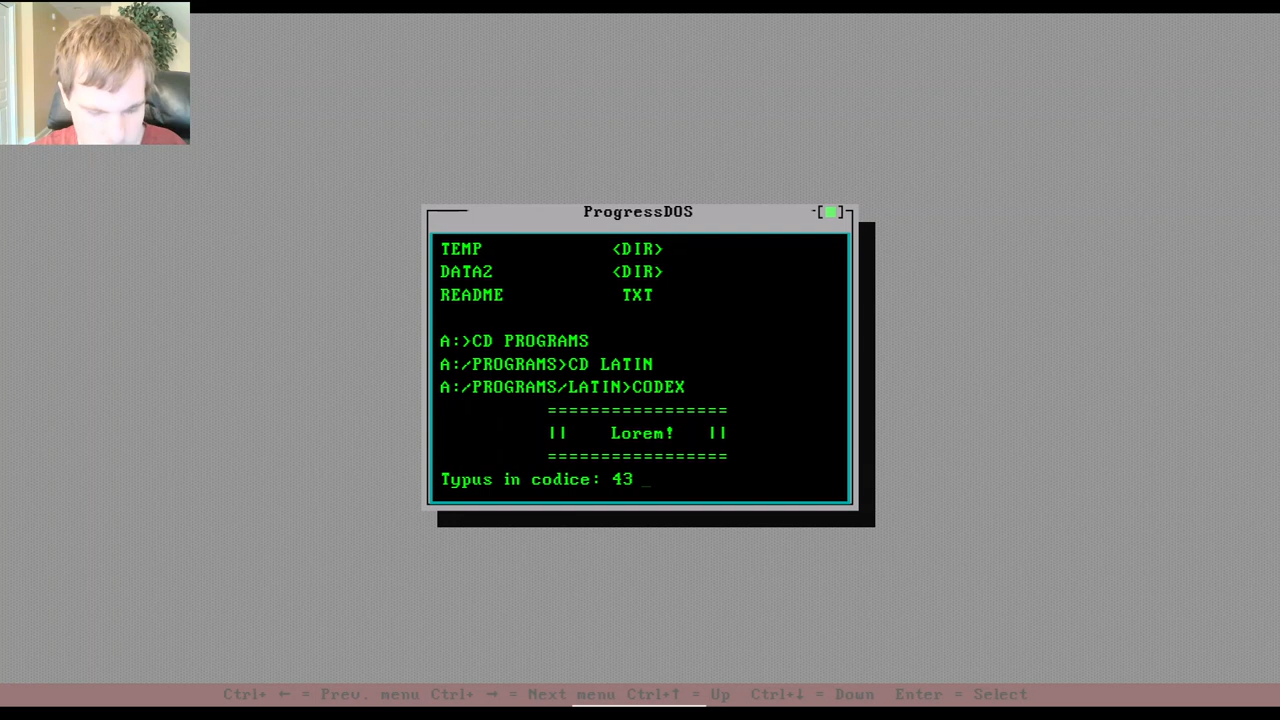 ProgressDOS
TEMP <DIR>
DATA2 <DIR>
README TXT
A:>CD PROGRAMS
A:/PROGRAMS>CD LATIN
A:/PROGRAMS/LATIN>CODEX
=================
|| Lorem! ||
=================
Typus in codice: 43 _
Ctrl+ ← = Prev. menu Ctrl+ → = Next menu Ctrl+↑ = Up Ctrl+↓ = Down Enter = Select